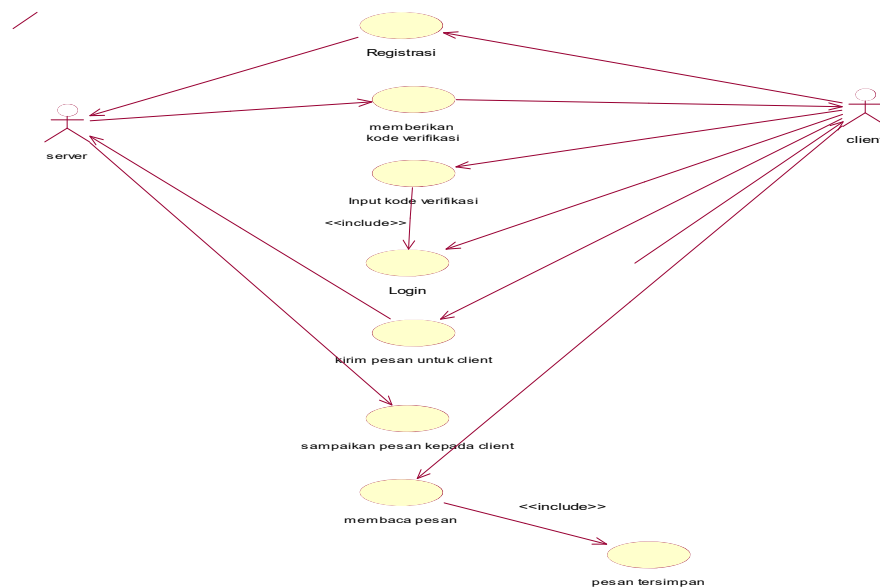 Registrasi
memberikan
kode verifikasi
server
client
Input kode verifikasi
<<include>>
Login
kirim pesan untuk client
sampaikan pesan kepada client
membaca pesan
<<include>>
pesan tersimpan